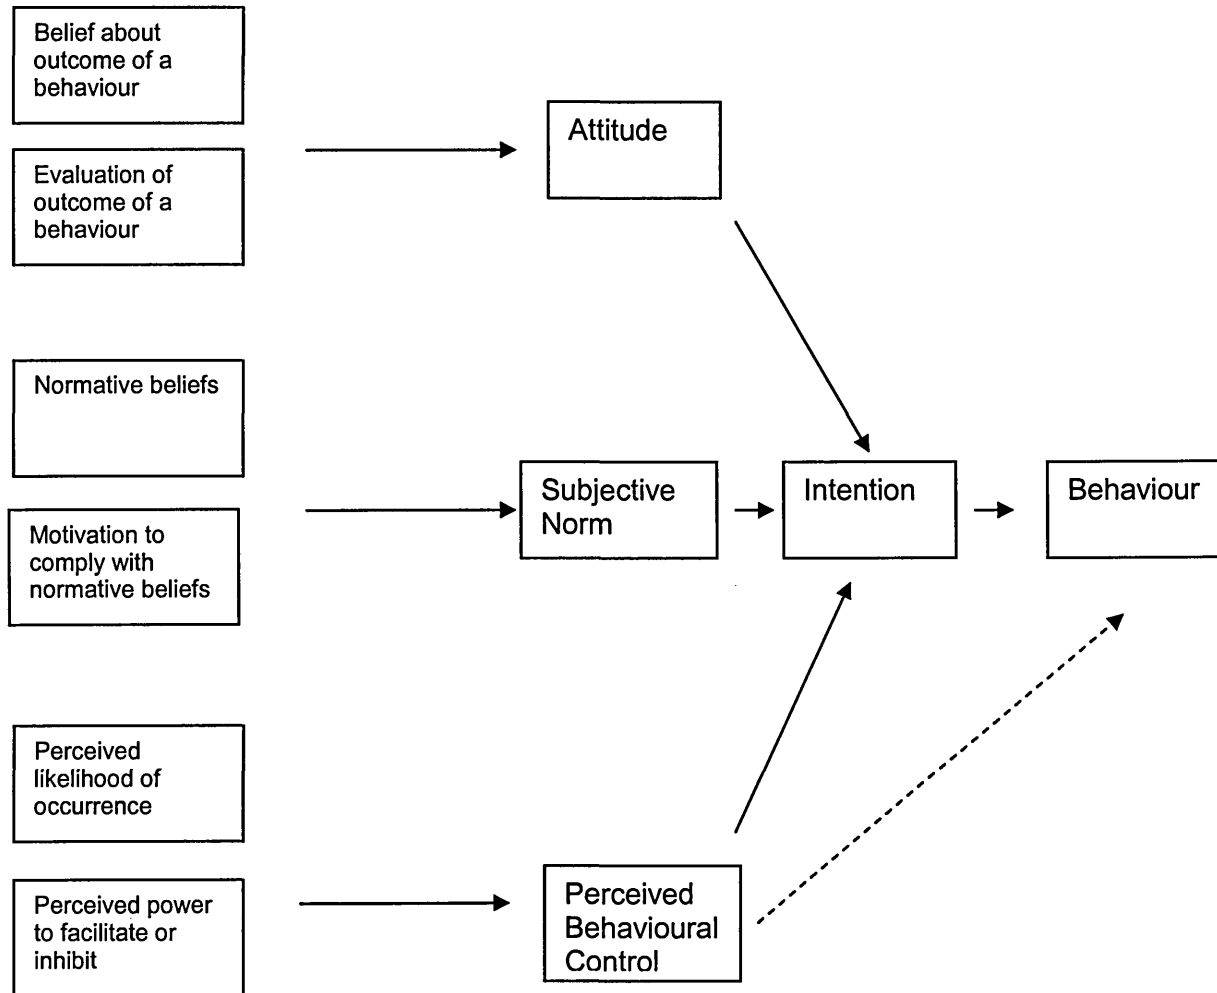 Belief about
outcome of a
behaviour
Evaluation of
outcome of a
behaviour
Attitude
Normative beliefs
Motivation to
comply with
normative beliefs
Subjective
Norm
Intention
Behaviour
Perceived
likelihood of
occurrence
Perceived power
to facilitate or
inhibit
Perceived
Behavioural
Control